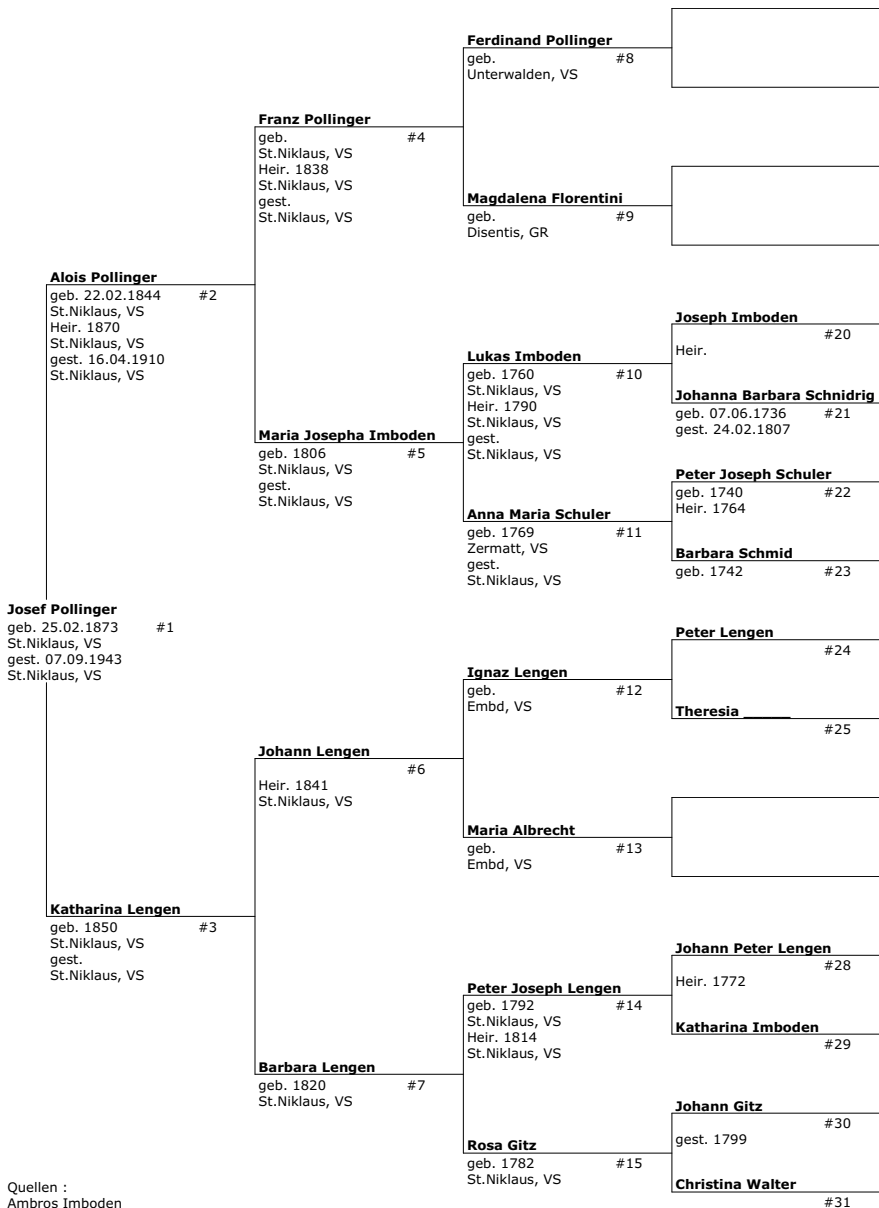 Ferdinand Pollinger
geb. #8
Unterwalden, VS
Franz Pollinger
geb. #4
St.Niklaus, VS
Heir. 1838
St.Niklaus, VS
gest.
St.Niklaus, VS
Magdalena Florentini
geb. #9
Disentis, GR
Alois Pollinger
geb. 22.02.1844 #2
St.Niklaus, VS
Heir. 1870
St.Niklaus, VS
gest. 16.04.1910
St.Niklaus, VS
Joseph Imboden
#20
Heir.
Lukas Imboden
geb. 1760 #10
St.Niklaus, VS
Heir. 1790
St.Niklaus, VS
gest.
St.Niklaus, VS
Johanna Barbara Schnidrig
geb. 07.06.1736 #21
gest. 24.02.1807
Maria Josepha Imboden
geb. 1806 #5
St.Niklaus, VS
gest.
St.Niklaus, VS
Peter Joseph Schuler
geb. 1740 #22
Heir. 1764
Anna Maria Schuler
geb. 1769 #11
Zermatt, VS
gest.
St.Niklaus, VS
Barbara Schmid
geb. 1742 #23
Josef Pollinger
geb. 25.02.1873 #1
St.Niklaus, VS
gest. 07.09.1943
St.Niklaus, VS
Peter Lengen
#24
Ignaz Lengen
geb. #12
Embd, VS
Theresia ______
#25
Johann Lengen
#6
Heir. 1841
St.Niklaus, VS
Maria Albrecht
geb. #13
Embd, VS
Katharina Lengen
geb. 1850 #3
St.Niklaus, VS
gest.
St.Niklaus, VS
Johann Peter Lengen
#28
Heir. 1772
Peter Joseph Lengen
geb. 1792 #14
St.Niklaus, VS
Heir. 1814
St.Niklaus, VS
Katharina Imboden
#29
Barbara Lengen
geb. 1820 #7
St.Niklaus, VS
Johann Gitz
#30
gest. 1799
Rosa Gitz
geb. 1782 #15
St.Niklaus, VS
Christina Walter
#31
Quellen :
Ambros Imboden